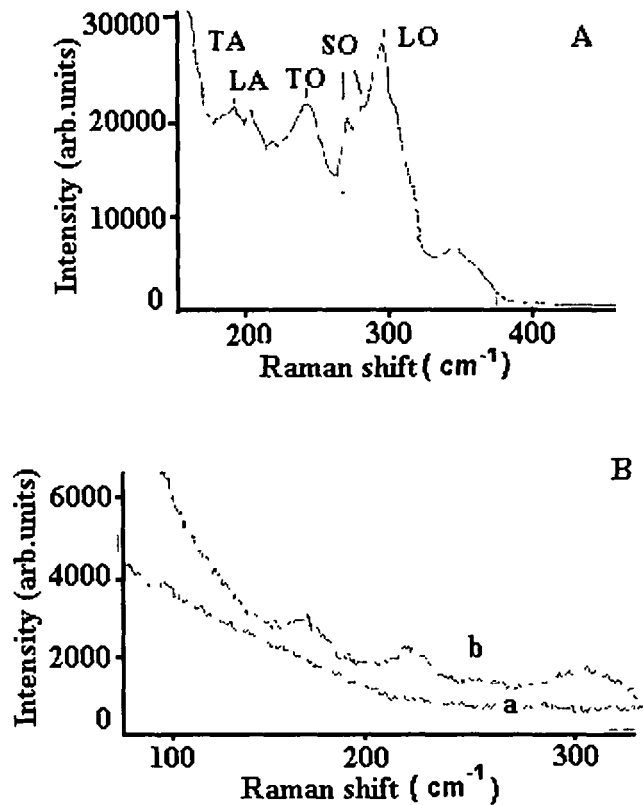 A
30000
20000
10000
0
Intensity (arb.units)
TA
LA
TO
SO
LO
200
300
400
Raman shift ( cm⁻¹)
B
6000
4000
2000
0
Intensity (arb.units)
b
a
100
200
300
Raman shift ( cm⁻¹)